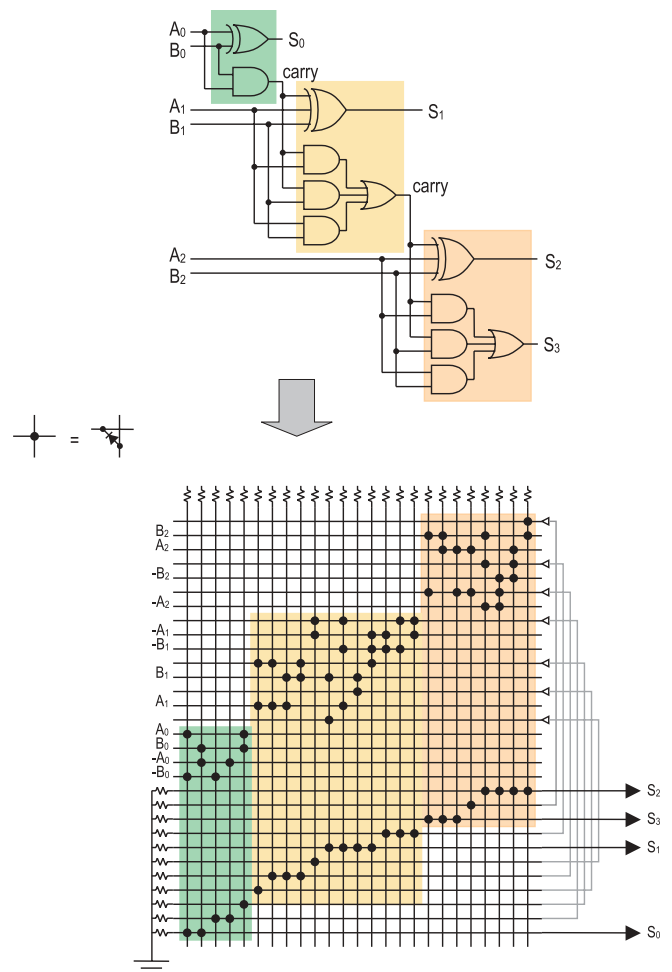 A0
B0
S0
carry
A1
B1
S1
carry
A2
B2
S2
S3
=
B2
A2
-B2
-A2
-A1
-B1
B1
A1
A0
B0
-A0
-B0
S2
S3
S1
S0